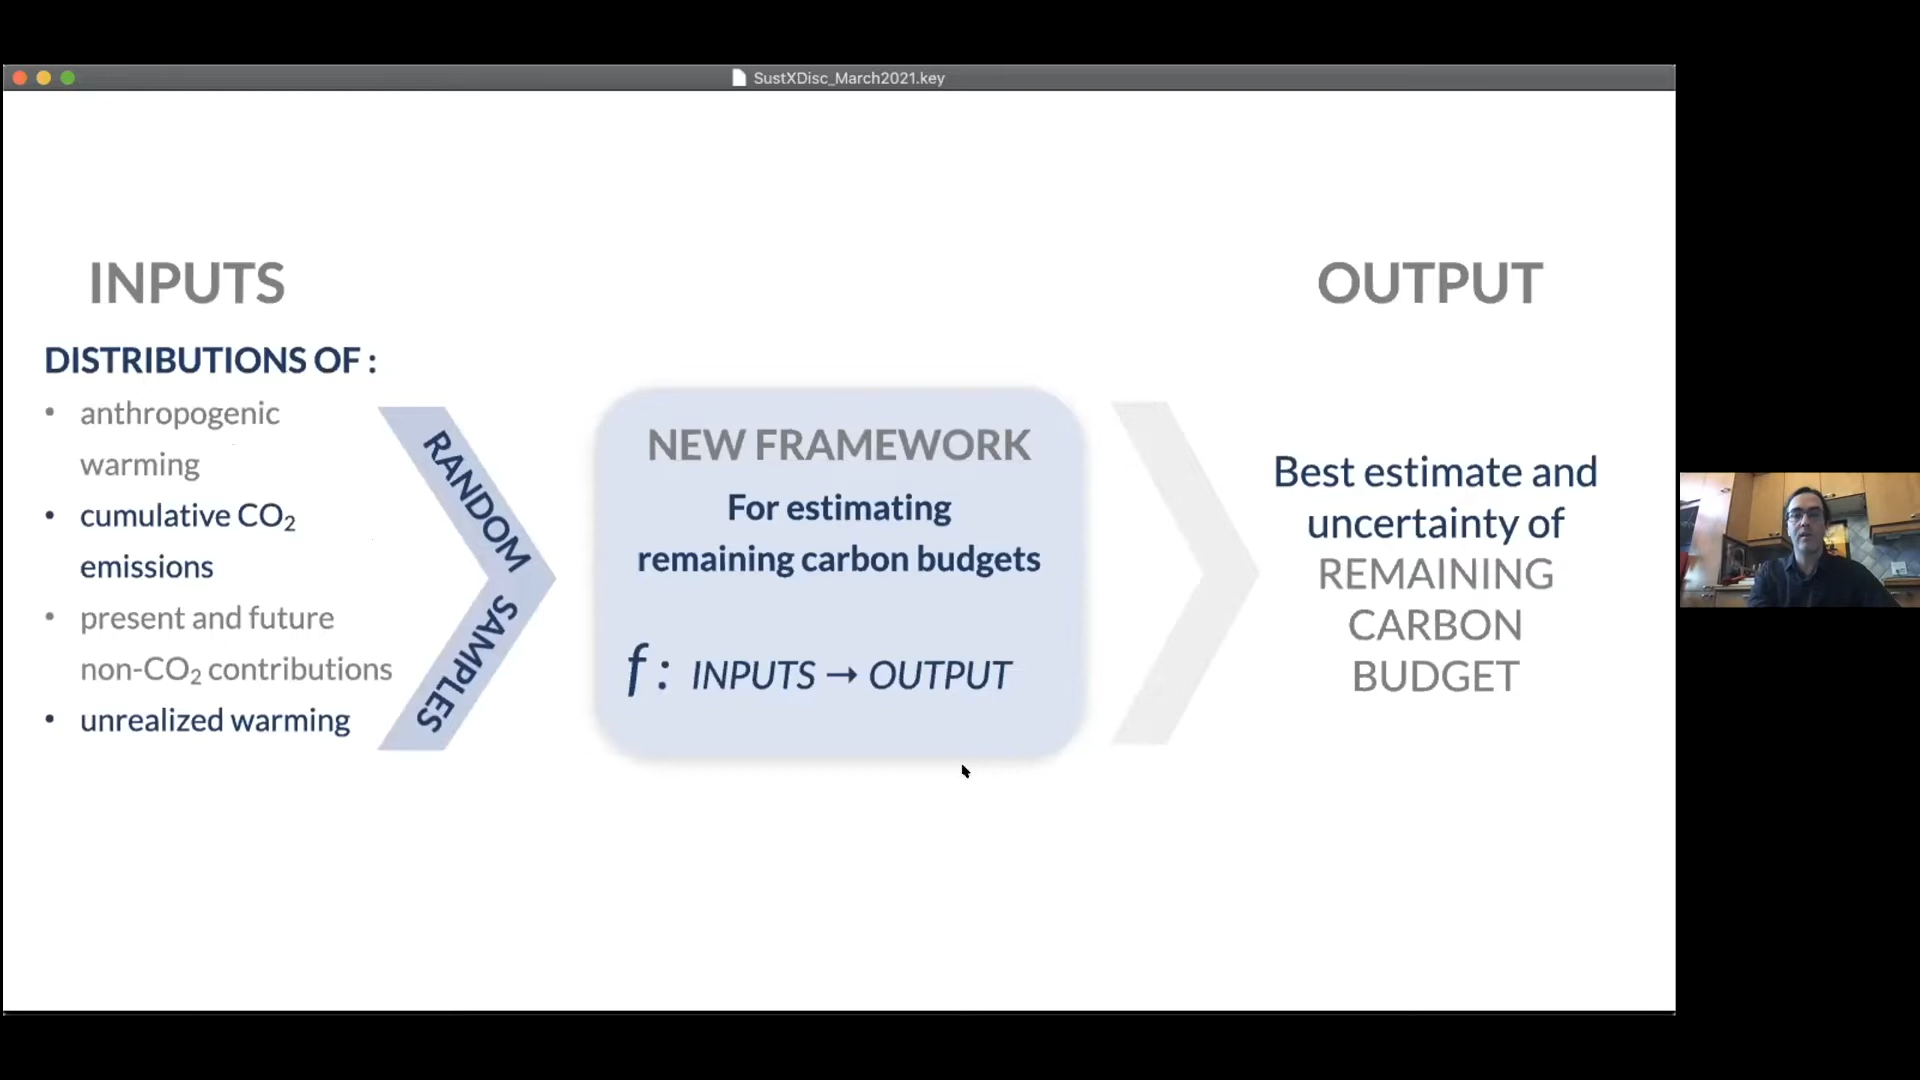 SustXDisc_March2021.key
INPUTS
DISTRIBUTIONS OF :
• anthropogenic
warming
• cumulative CO₂
emissions
• present and future
non-CO₂ contributions
• unrealized warming
RANDOM
SAMPLES
NEW FRAMEWORK
For estimating
remaining carbon budgets
f : INPUTS → OUTPUT
OUTPUT
Best estimate and
uncertainty of
REMAINING
CARBON
BUDGET